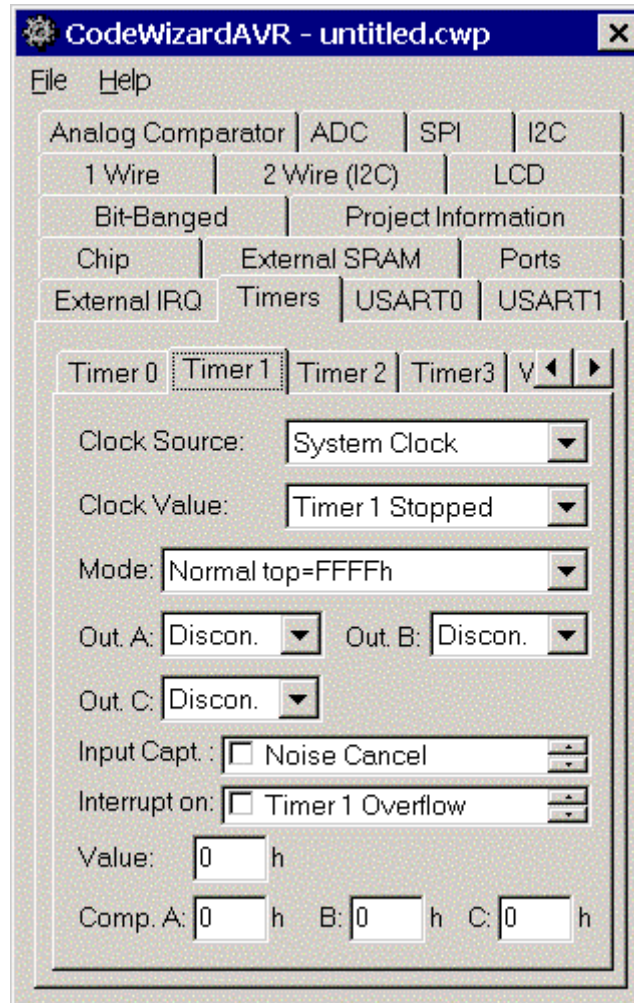 CodeWizardAVR - untitled.cwp
File Help
Analog Comparator ADC SPI I2C
1 Wire 2 Wire (I2C) LCD
Bit-Banged Project Information
Chip External SRAM Ports
External IRQ Timers USART0 USART1
Timer 0 Timer 1 Timer 2 Timer3 V
Clock Source: System Clock
Clock Value: Timer 1 Stopped
Mode: Normal top=FFFFh
Out. A: Discon. Out. B: Discon.
Out. C: Discon.
Input Capt. : Noise Cancel
Interrupt on: Timer 1 Overflow
Value: 0 h
Comp. A: 0 h B: 0 h C: 0 h